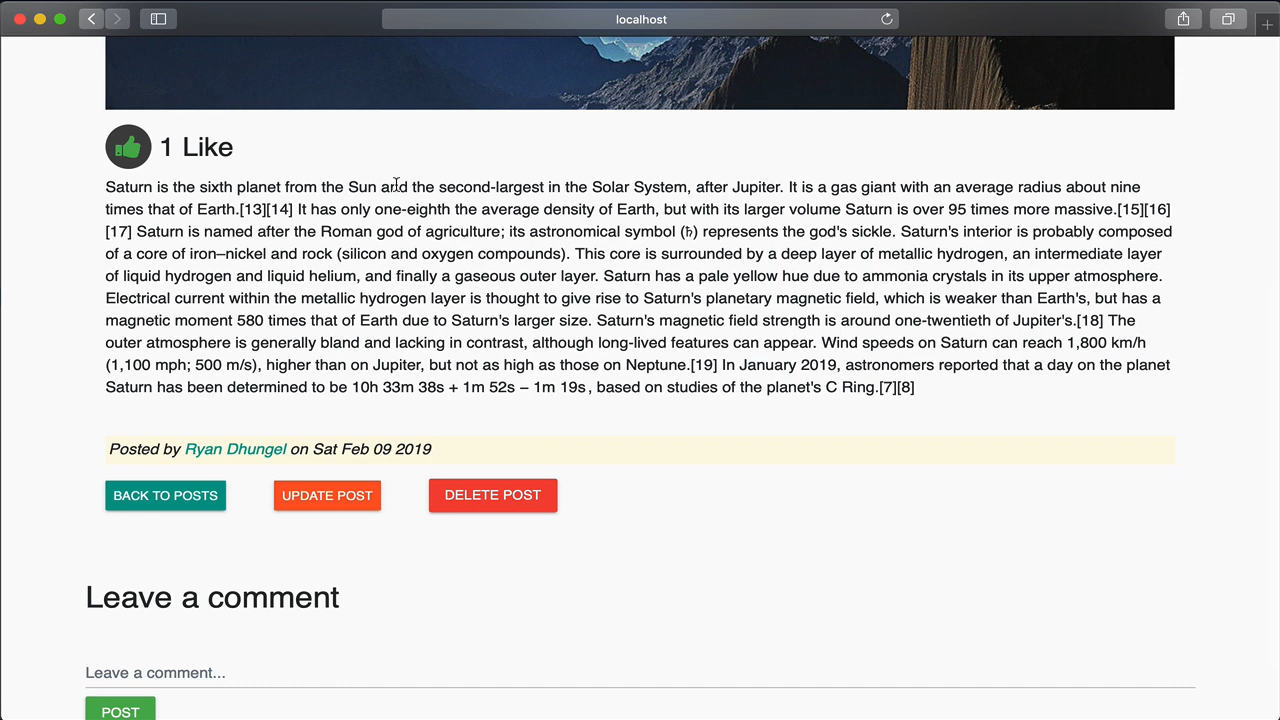 localhost
1 Like
Saturn is the sixth planet from the Sun and the second-largest in the Solar System, after Jupiter. It is a gas giant with an average radius about nine
times that of Earth.[13][14] It has only one-eighth the average density of Earth, but with its larger volume Saturn is over 95 times more massive.[15][16]
[17] Saturn is named after the Roman god of agriculture; its astronomical symbol (♄) represents the god's sickle. Saturn's interior is probably composed
of a core of iron–nickel and rock (silicon and oxygen compounds). This core is surrounded by a deep layer of metallic hydrogen, an intermediate layer
of liquid hydrogen and liquid helium, and finally a gaseous outer layer. Saturn has a pale yellow hue due to ammonia crystals in its upper atmosphere.
Electrical current within the metallic hydrogen layer is thought to give rise to Saturn's planetary magnetic field, which is weaker than Earth's, but has a
magnetic moment 580 times that of Earth due to Saturn's larger size. Saturn's magnetic field strength is around one-twentieth of Jupiter's.[18] The
outer atmosphere is generally bland and lacking in contrast, although long-lived features can appear. Wind speeds on Saturn can reach 1,800 km/h
(1,100 mph; 500 m/s), higher than on Jupiter, but not as high as those on Neptune.[19] In January 2019, astronomers reported that a day on the planet
Saturn has been determined to be 10h 33m 38s + 1m 52s − 1m 19s, based on studies of the planet's C Ring.[7][8]
Posted by Ryan Dhungel on Sat Feb 09 2019
BACK TO POSTS UPDATE POST DELETE POST
Leave a comment
Leave a comment...
POST